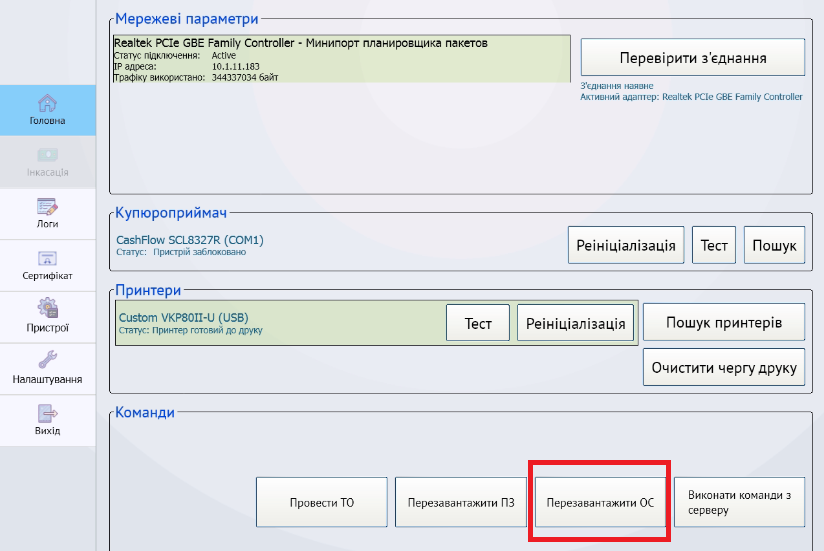 Головна
Інкасація
Логи
Сертифікат
Пристрої
Налаштування
Вихід
Мережеві параметри
Realtek PCIe GBE Family Controller - Минипорт планировщика пакетов
Статус підключення: Active
IP адреса: 10.1.11.183
Трафіку використано: 344337034 байт
Перевірити з'єднання
З'єднання наявне
Активний адаптер: Realtek PCIe GBE Family Controller
Купюроприймач
CashFlow SCL8327R (COM1)
Статус: Пристрій заблоковано
Реініціалізація
Тест
Пошук
Принтери
Custom VKP80II-U (USB)
Статус: Принтер готовий до друку
Тест
Реініціалізація
Пошук принтерів
Очистити чергу друку
Команди
Провести ТО
Перезавантажити ПЗ
Перезавантажити ОС
Виконати команди з
серверу